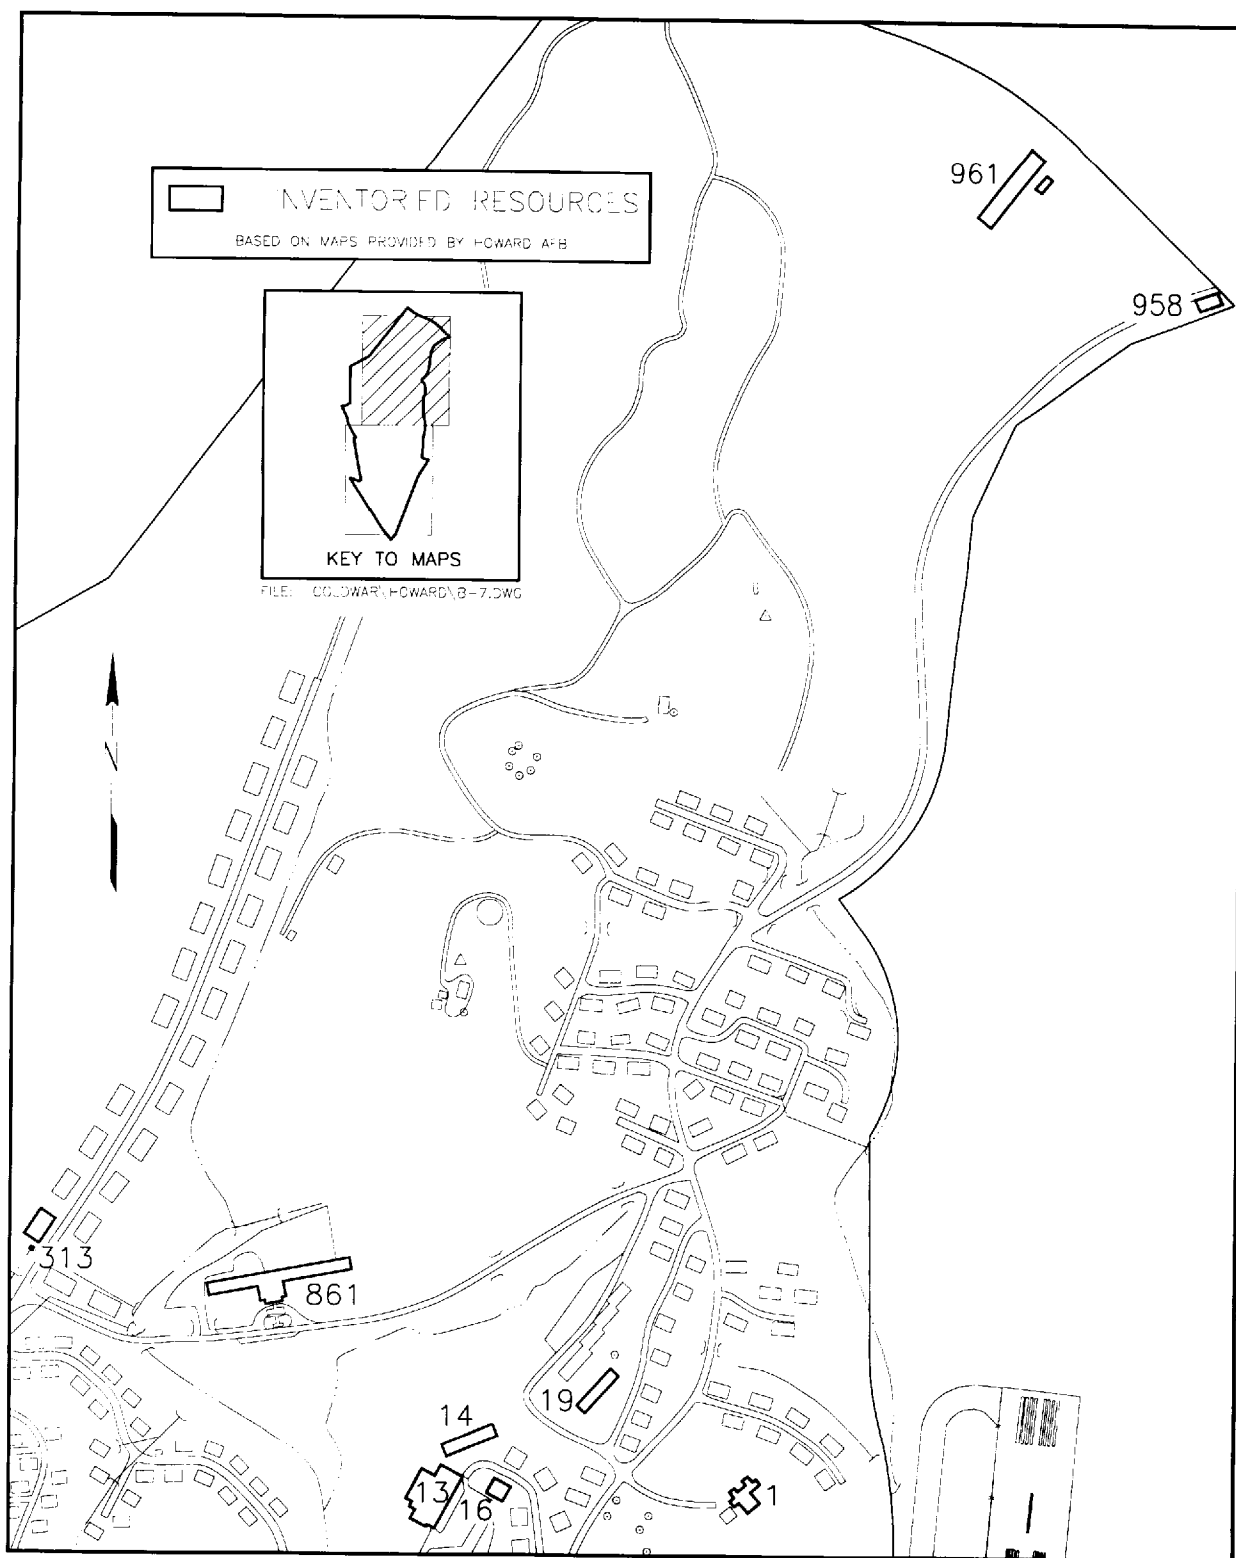 INVENTORIED RESOURCES
BASED ON MAPS PROVIDED BY HOWARD AFB
961
958
KEY TO MAPS
FILE: COLDWAR\HOWARD\B-7.DWG
N
313
861
19
14
13
16
1